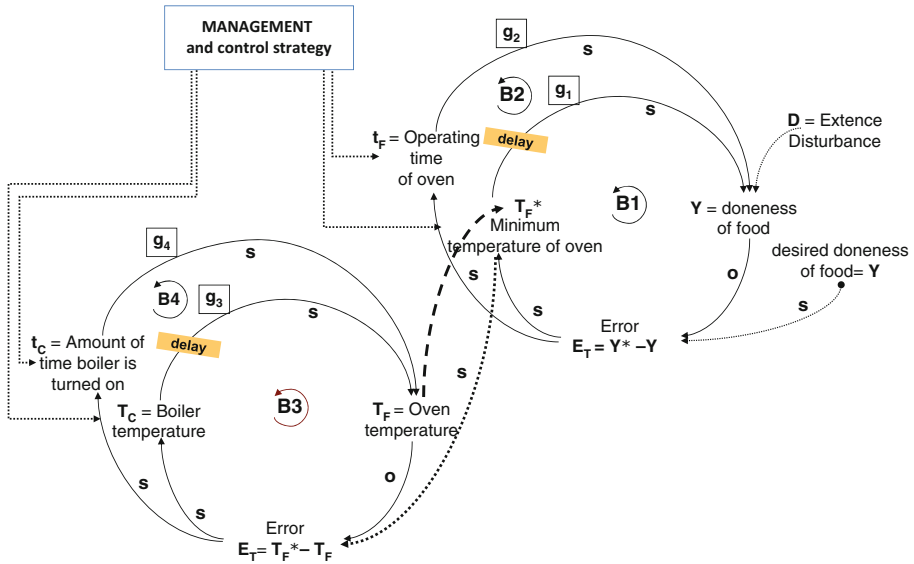 MANAGEMENT
and control strategy
g2
s
B2
g1
s
tF = Operating
time
of oven
delay
D = Extence
Disturbance
B1
TF*
Minimum
temperature of oven
Y = doneness
of food
desired doneness
of food= Y
s
s
o
s
Error
ET = Y* –Y
g4
s
B4
g3
s
tC = Amount of
time boiler is
turned on
delay
s
TC = Boiler
temperature
B3
TF = Oven
temperature
o
s
s
Error
ET= TF*– TF